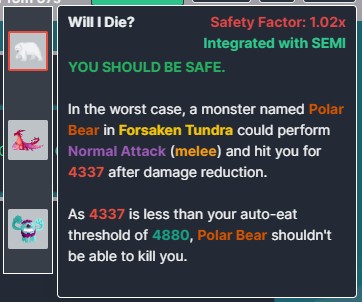 Will I Die?
Safety Factor: 1.02x
Integrated with SEMI
YOU SHOULD BE SAFE.
In the worst case, a monster named Polar
Bear in Forsaken Tundra could perform
Normal Attack (melee) and hit you for
4337 after damage reduction.
As 4337 is less than your auto-eat
threshold of 4880, Polar Bear shouldn't
be able to kill you.